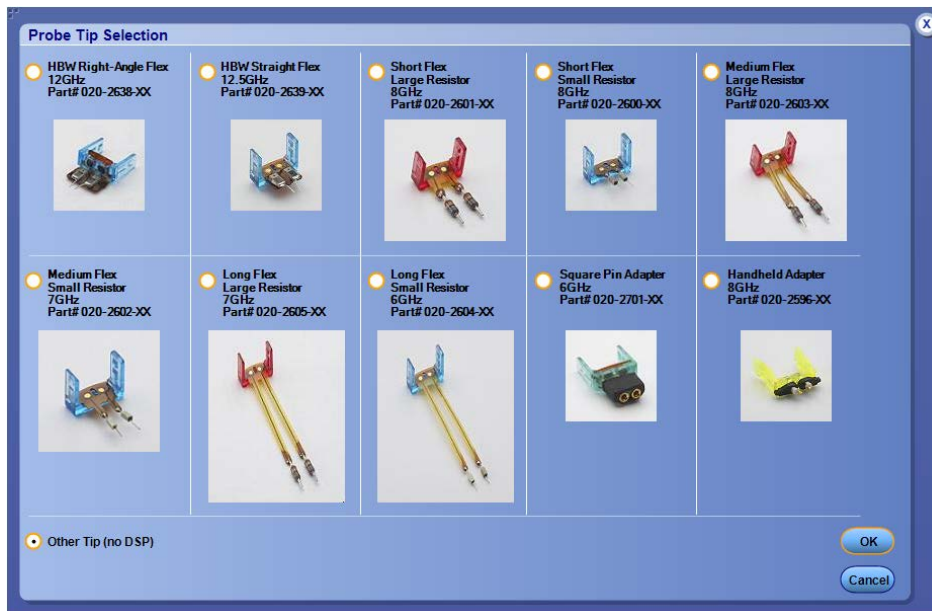 X
Probe Tip Selection
HBW Right-Angle Flex
12GHz
Part# 020-2638-XX
HBW Straight Flex
12.5GHz
Part# 020-2639-XX
Short Flex
Large Resistor
8GHz
Part# 020-2601-XX
Short Flex
Small Resistor
8GHz
Part# 020-2600-XX
Medium Flex
Large Resistor
8GHz
Part# 020-2603-XX
Medium Flex
Small Resistor
7GHz
Part# 020-2602-XX
Long Flex
Large Resistor
7GHz
Part# 020-2605-XX
Long Flex
Small Resistor
6GHz
Part# 020-2604-XX
Square Pin Adapter
6GHz
Part# 020-2701-XX
Handheld Adapter
8GHz
Part# 020-2596-XX
Other Tip (no DSP)
OK
Cancel